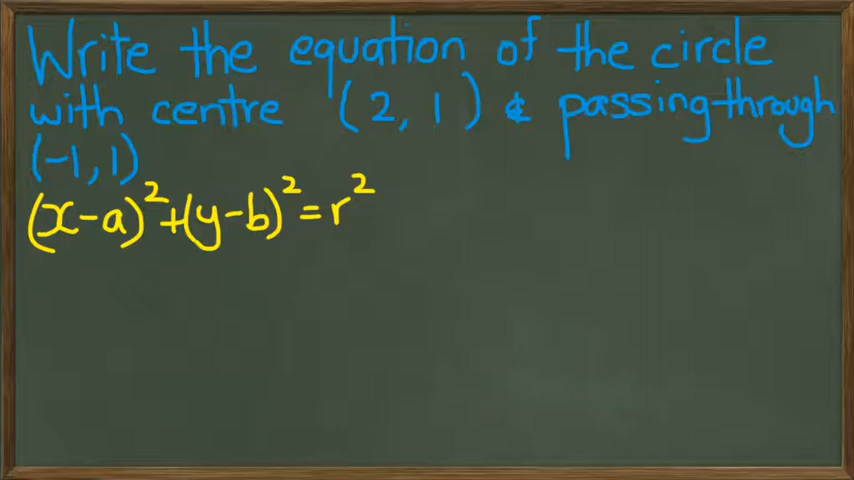 Write the equation of the circle
with centre (2, 1) & passing through
(-1, 1)
(x-a)²+(y-b)²=r²